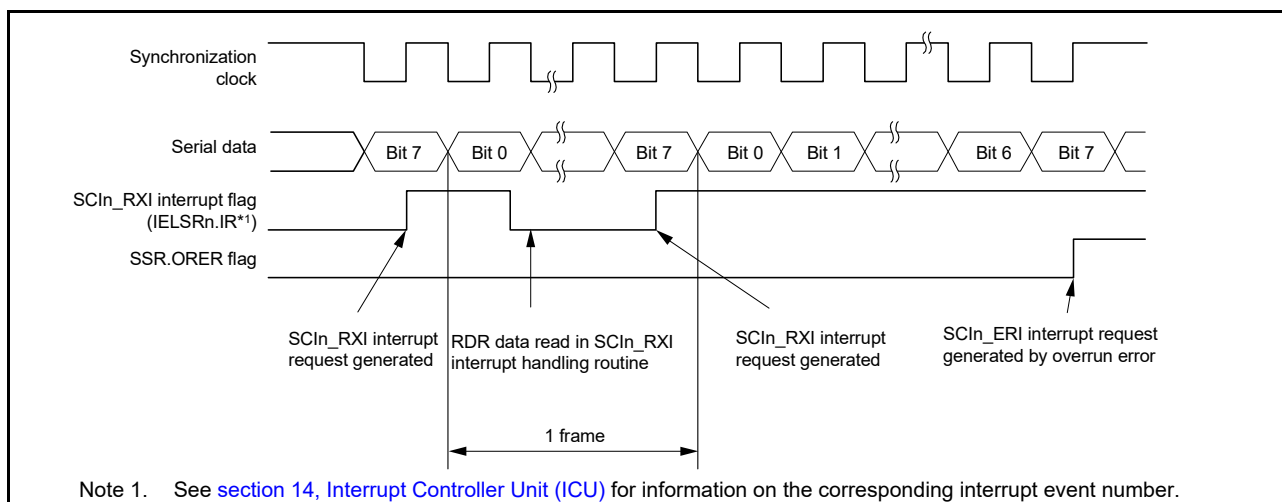 Synchronization
clock
Serial data
Bit 7
Bit 0
Bit 7
Bit 0
Bit 1
Bit 6
Bit 7
SCIn_RXI interrupt flag
(IELSRn.IR*1)
SSR.ORER flag
SCIn_RXI interrupt
request generated
RDR data read in SCIn_RXI
interrupt handling routine
SCIn_RXI interrupt
request generated
SCIn_ERI interrupt request
generated by overrun error
1 frame
Note 1. See section 14, Interrupt Controller Unit (ICU) for information on the corresponding interrupt event number.